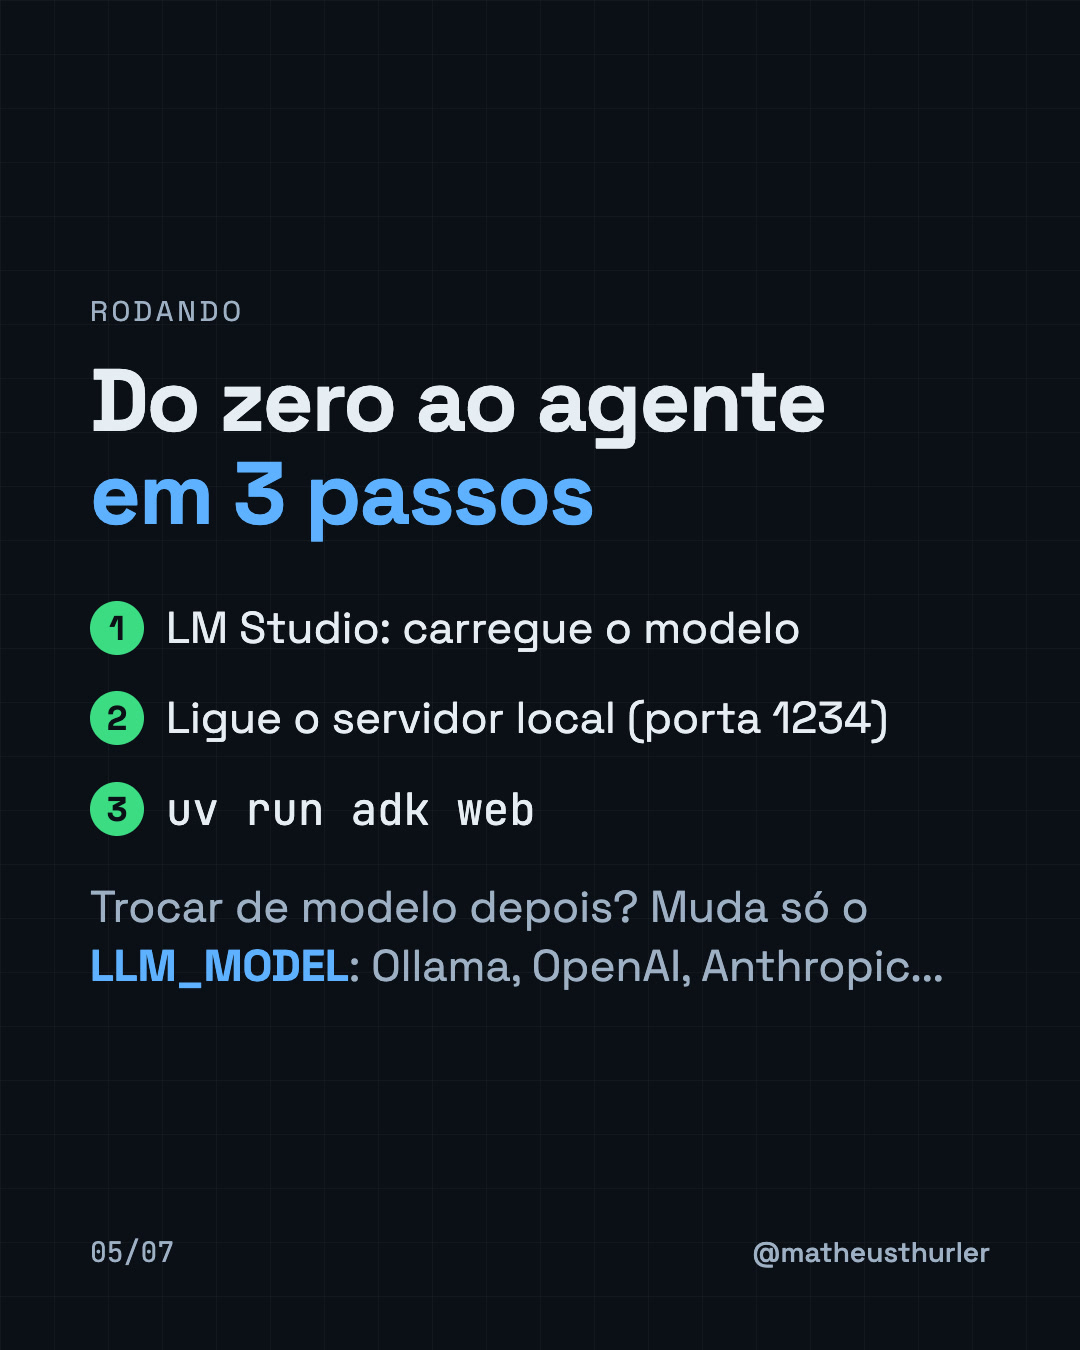 RODANDO
Do zero ao agente
em 3 passos
1 LM Studio: carregue o modelo
2 Ligue o servidor local (porta 1234)
3 uv run adk web
Trocar de modelo depois? Muda só o
LLM_MODEL: Ollama, OpenAI, Anthropic...
05/07
@matheusthurler